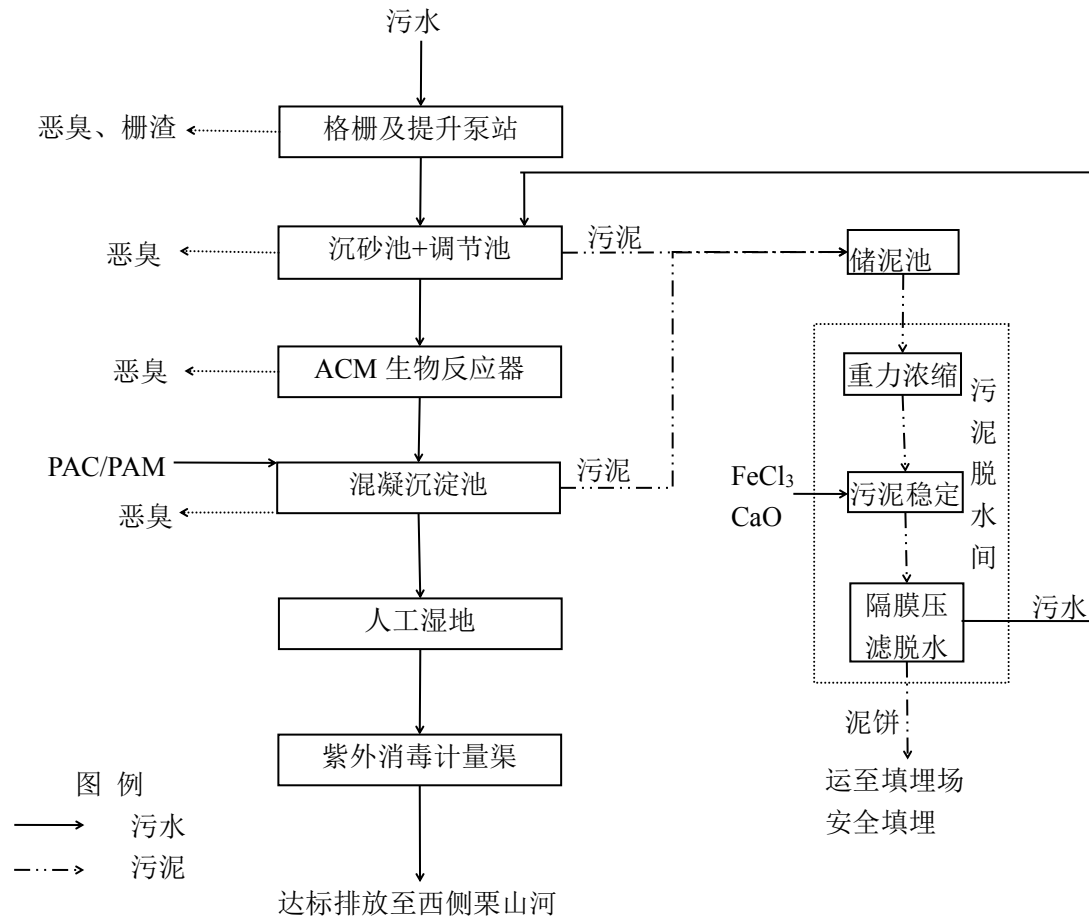 污水
恶臭、栅渣
格栅及提升泵站
恶臭
沉砂池+调节池
污泥
储泥池
恶臭
ACM 生物反应器
重力浓缩
污泥脱水间
PAC/PAM
恶臭
混凝沉淀池
污泥
FeCl₃
CaO
污泥稳定
人工湿地
隔膜压
滤脱水
污水
泥饼
紫外消毒计量渠
运至填埋场
安全填埋
图 例
污水
污泥
达标排放至西侧栗山河